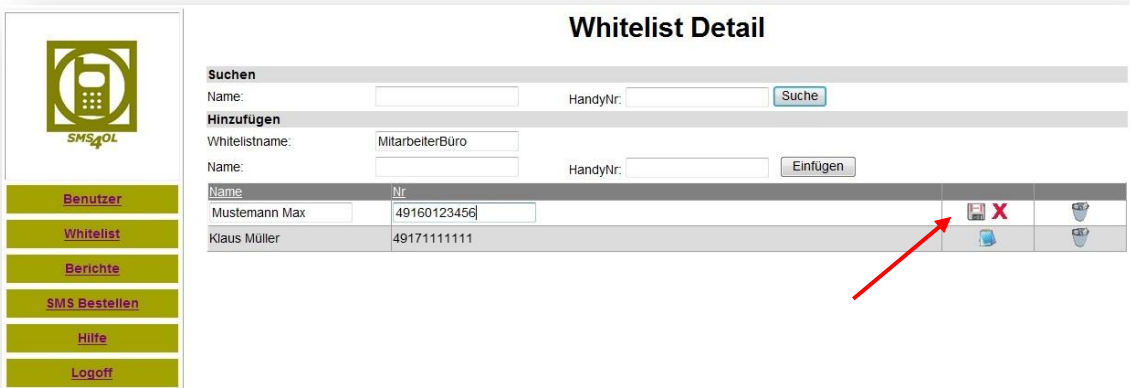 Whitelist Detail
SMS4OL
Suchen
Name: HandyNr: Suche
Hinzufügen
Whitelistname: MitarbeiterBüro
Name: HandyNr: Einfügen
Name Nr
Mustemann Max 49160123456
Klaus Müller 49171111111
Benutzer
Whitelist
Berichte
SMS Bestellen
Hilfe
Logoff